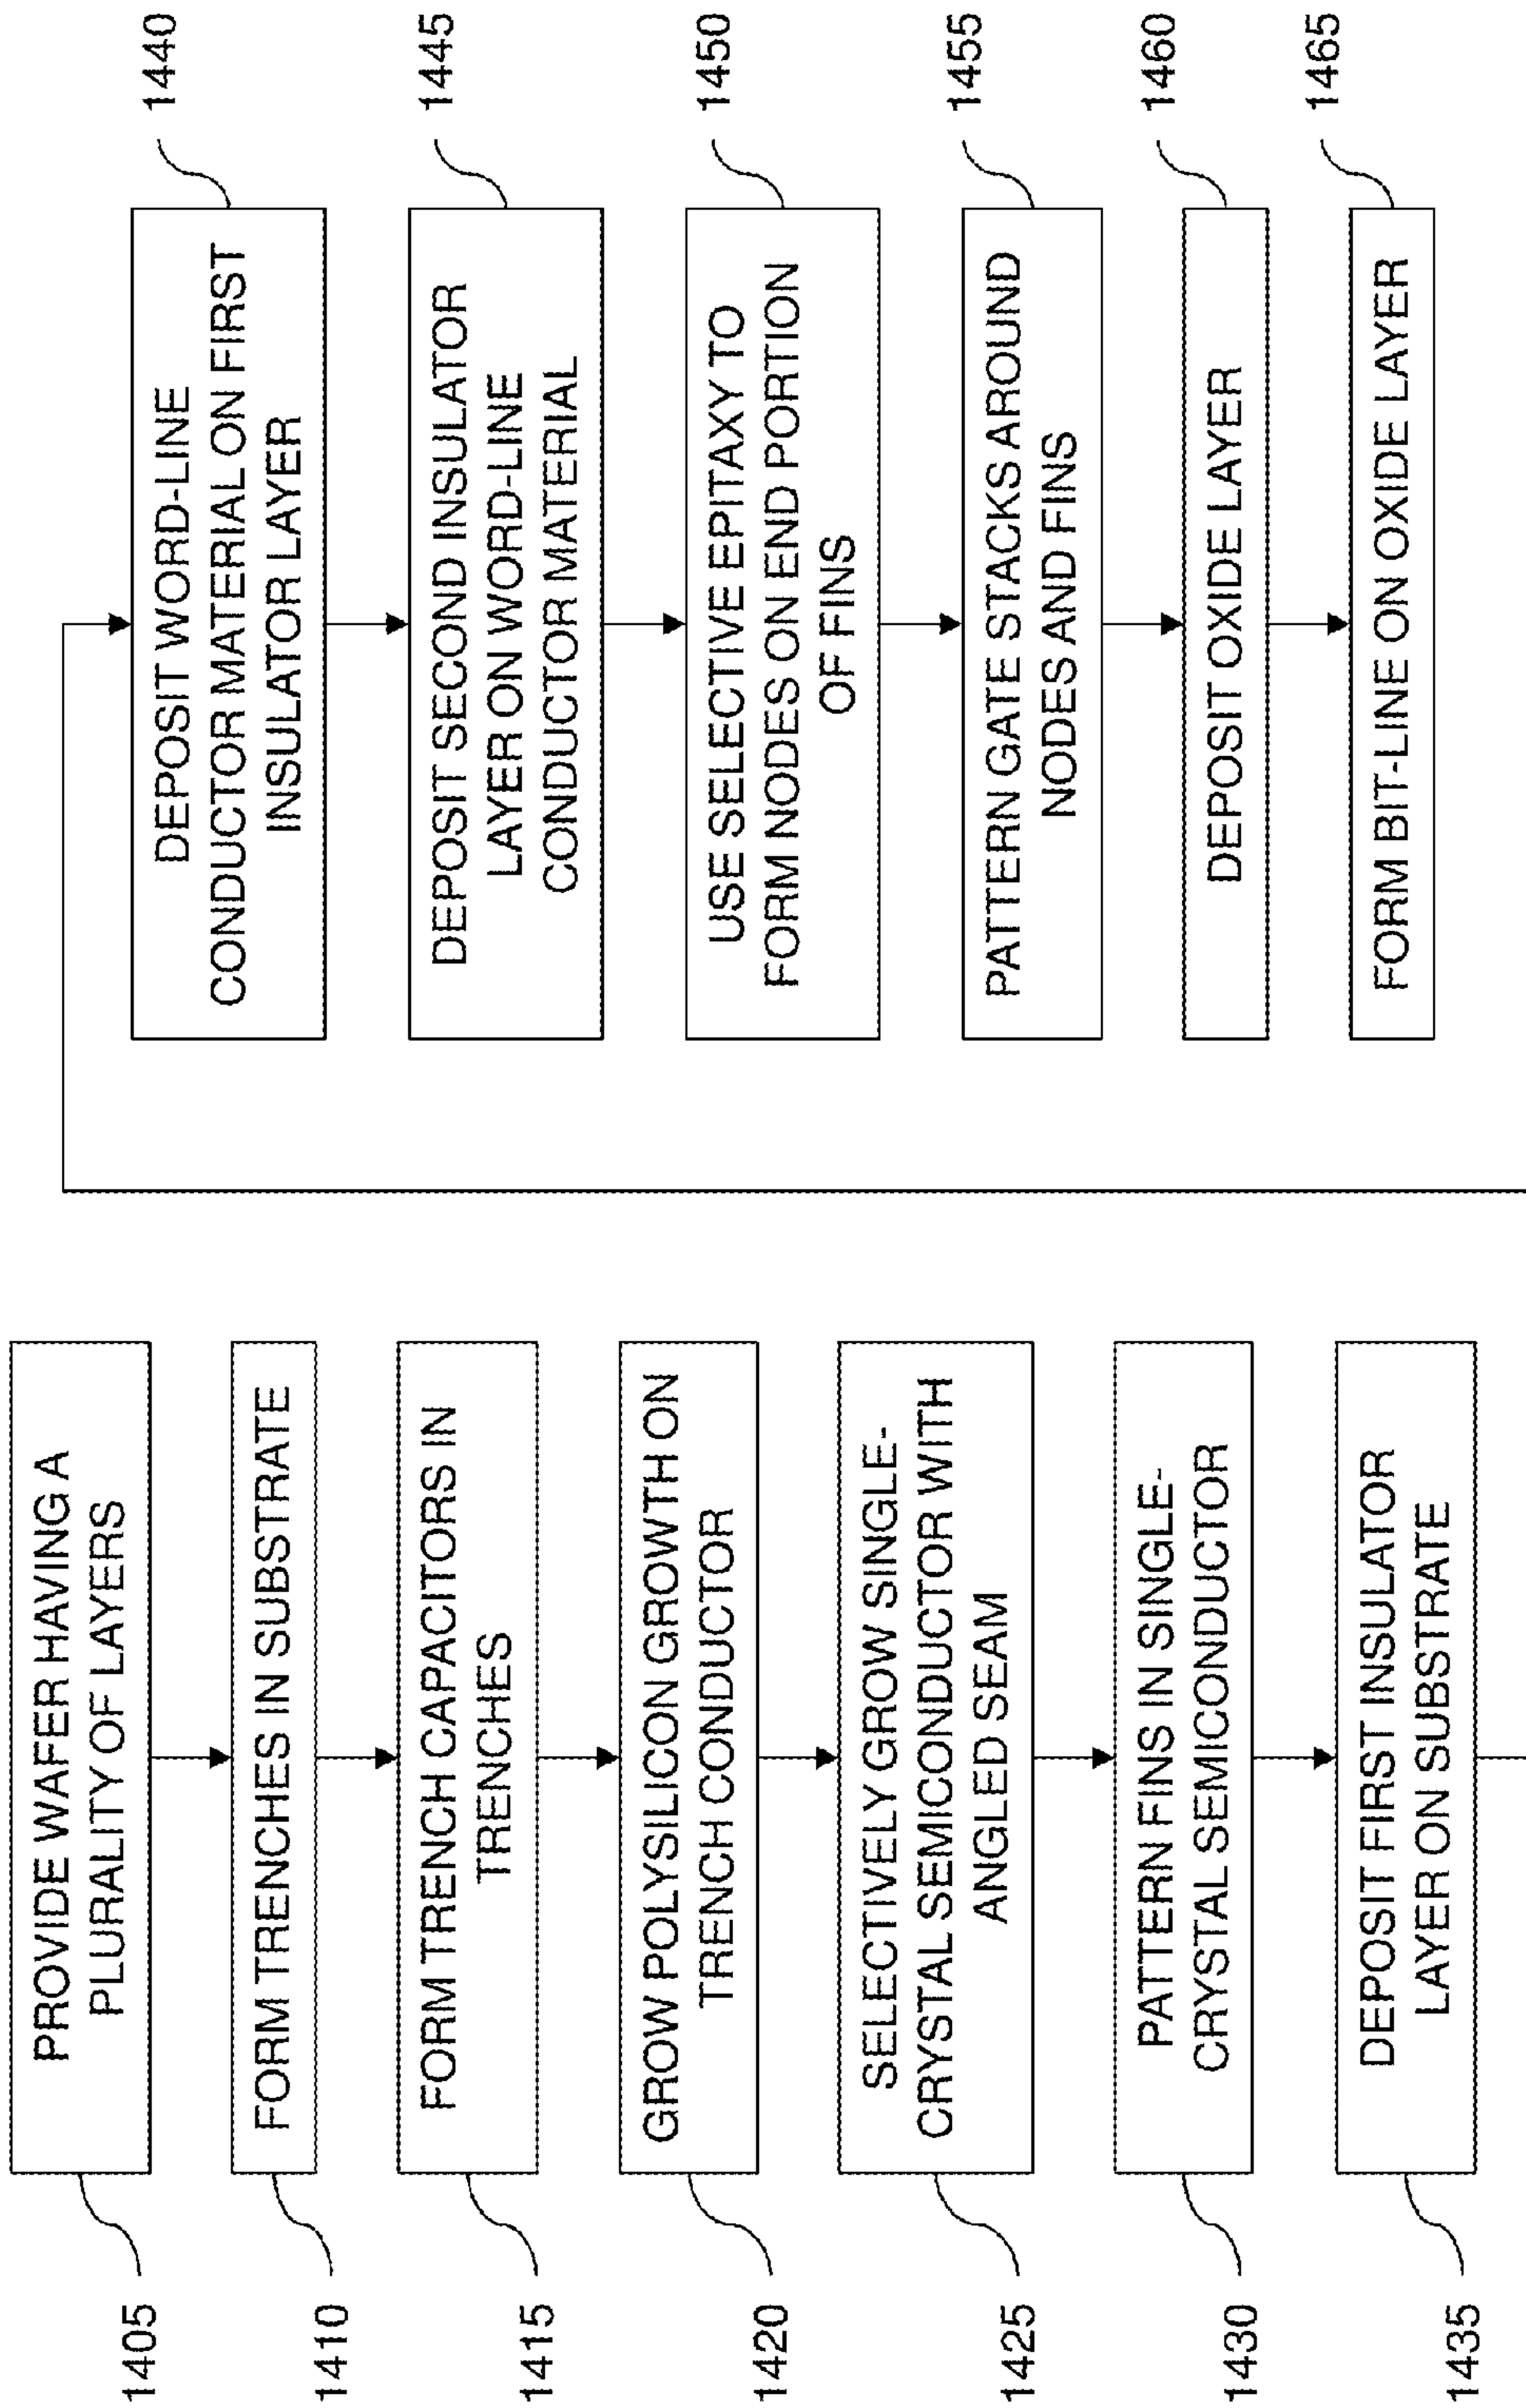 1405
PROVIDE WAFER HAVING A
PLURALITY OF LAYERS
1410
FORM TRENCHES IN SUBSTRATE
1415
FORM TRENCH CAPACITORS IN
TRENCHES
1420
GROW POLYSILICON GROWTH ON
TRENCH CONDUCTOR
1425
SELECTIVELY GROW SINGLE-
CRYSTAL SEMICONDUCTOR WITH
ANGLED SEAM
1430
PATTERN FINS IN SINGLE-
CRYSTAL SEMICONDUCTOR
1435
DEPOSIT FIRST INSULATOR
LAYER ON SUBSTRATE
1440
DEPOSIT WORD-LINE
CONDUCTOR MATERIAL ON FIRST
INSULATOR LAYER
1445
DEPOSIT SECOND INSULATOR
LAYER ON WORD-LINE
CONDUCTOR MATERIAL
1450
USE SELECTIVE EPITAXY TO
FORM NODES ON END PORTION
OF FINS
1455
PATTERN GATE STACKS AROUND
NODES AND FINS
1460
DEPOSIT OXIDE LAYER
1465
FORM BIT-LINE ON OXIDE LAYER